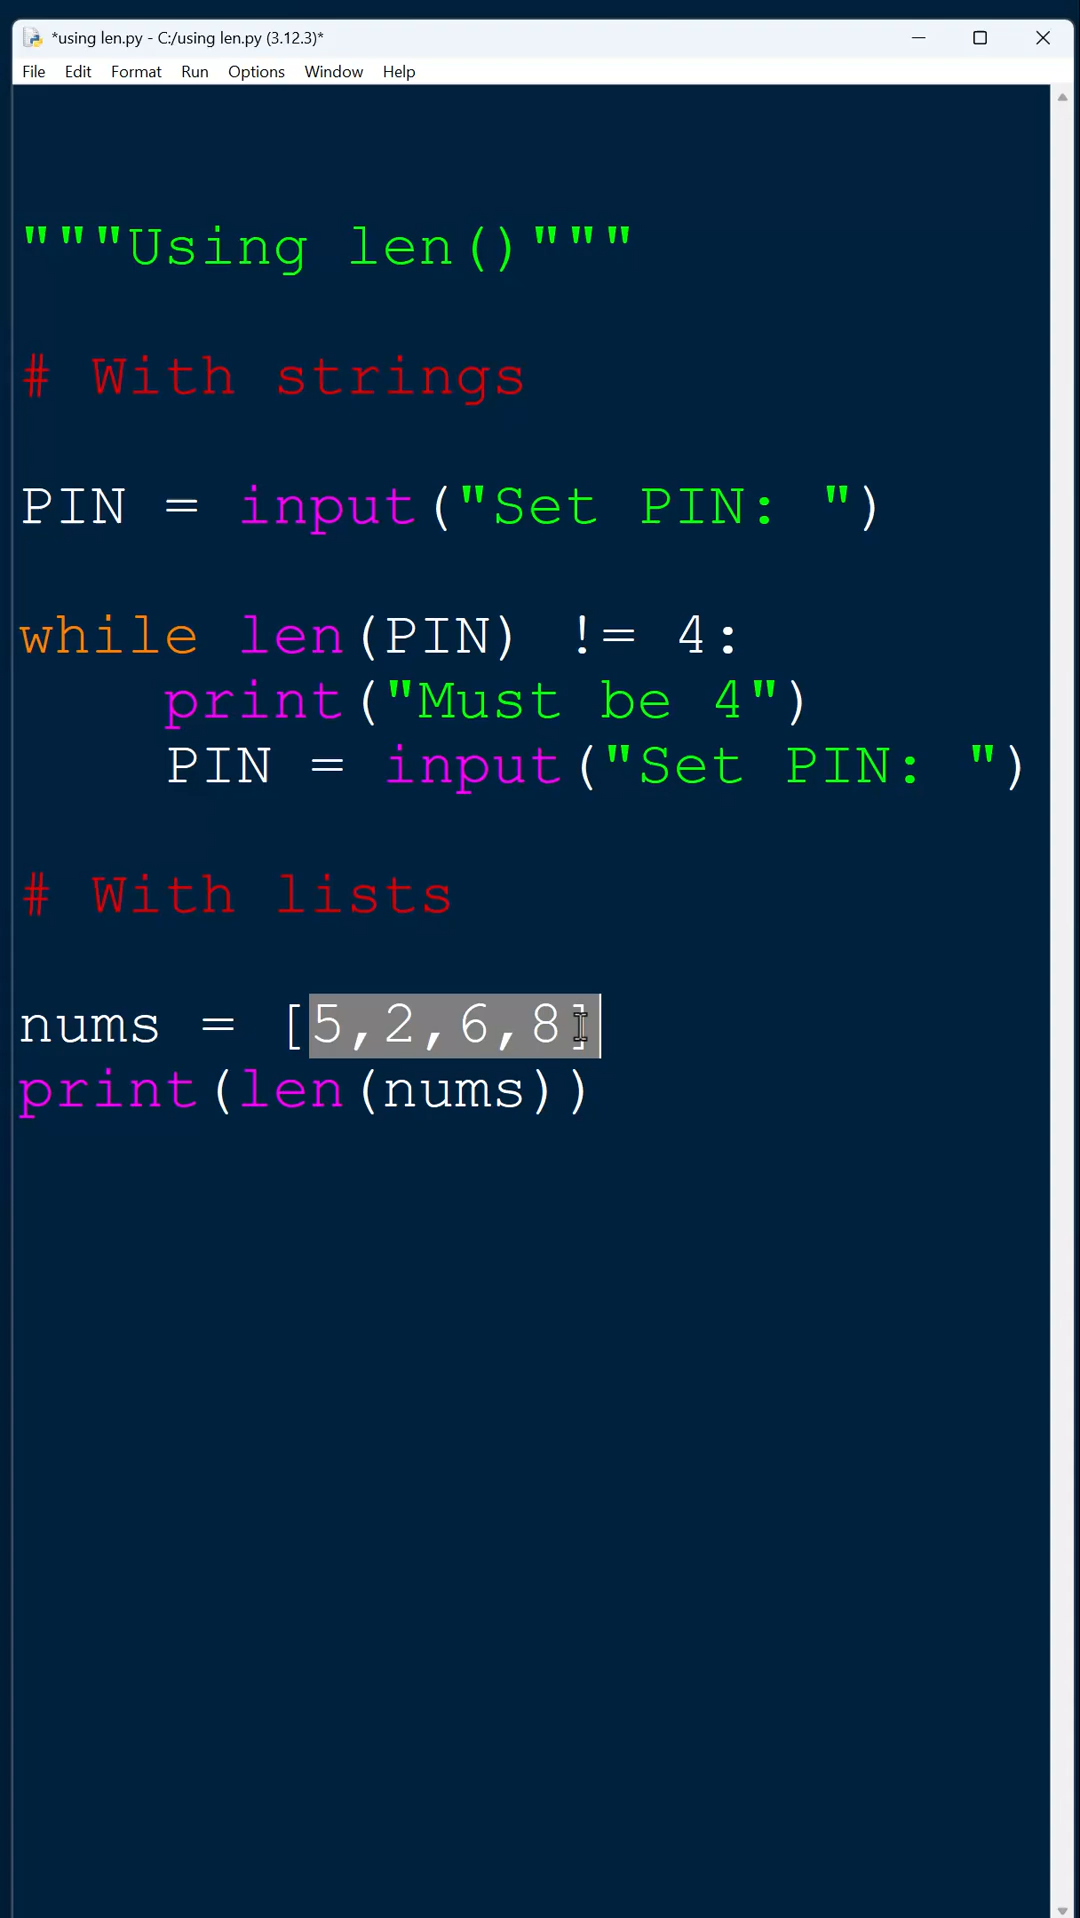 *using len.py - C:/using len.py (3.12.3)*
File Edit Format Run Options Window Help
"""Using len()"""
# With strings
PIN = input("Set PIN: ")
while len(PIN) != 4:
    print("Must be 4")
    PIN = input("Set PIN: ")
# With lists
nums = [5,2,6,8]
print(len(nums))